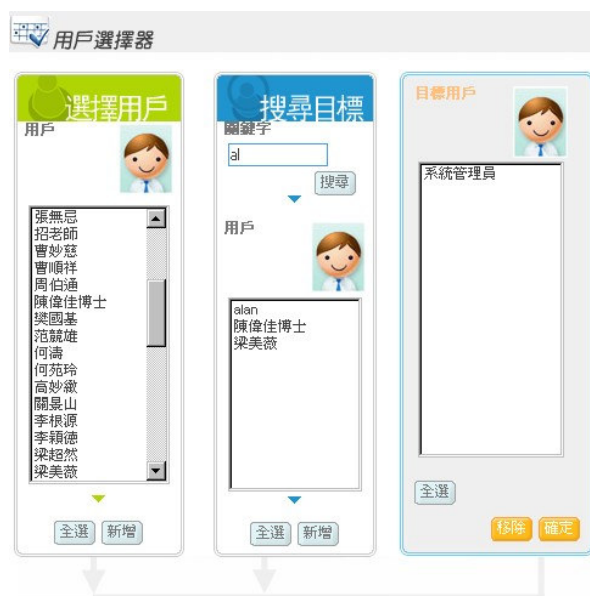 用戶選擇器
選擇用戶
用戶
張無忌
招老師
曹妙慈
曹順祥
周伯通
陳偉佳博士
樊國基
范競雄
何濤
何苑玲
高妙緻
關景山
李根源
李穎德
梁超然
梁美薇
全選
新增
搜尋目標
關鍵字
al
搜尋
用戶
alan
陳偉佳博士
梁美薇
全選
新增
目標用戶
系統管理員
全選
移除
確定